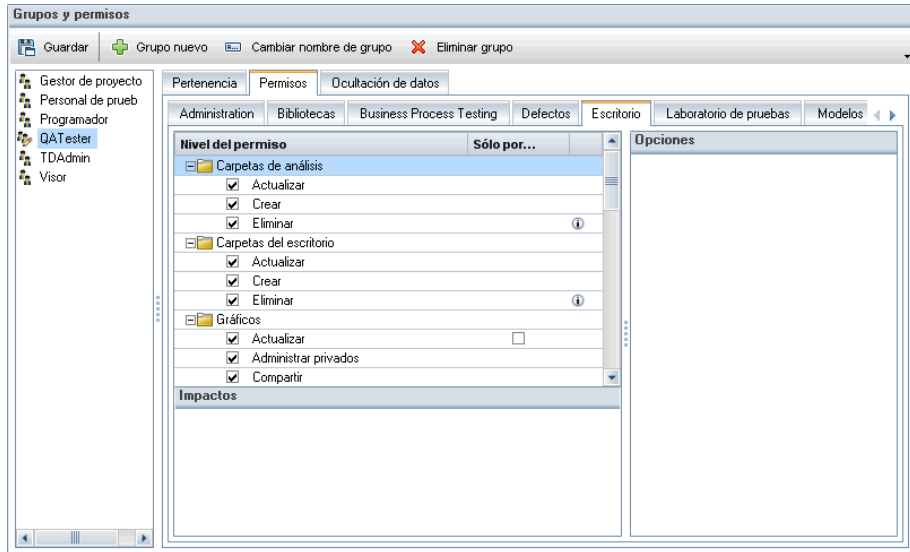 Grupos y permisos
Guardar Grupo nuevo Cambiar nombre de grupo Eliminar grupo
Gestor de proyecto
Personal de prueb
Programador
QATester
TDAdmin
Visor
Pertenencia Permisos Ocultación de datos
Administration Bibliotecas Business Process Testing Defectos Escritorio Laboratorio de pruebas Modelos
Nivel del permiso Sólo por...
Carpetas de análisis
Actualizar
Crear
Eliminar
Carpetas del escritorio
Actualizar
Crear
Eliminar
Gráficos
Actualizar
Administrar privados
Compartir
Opciones
Impactos